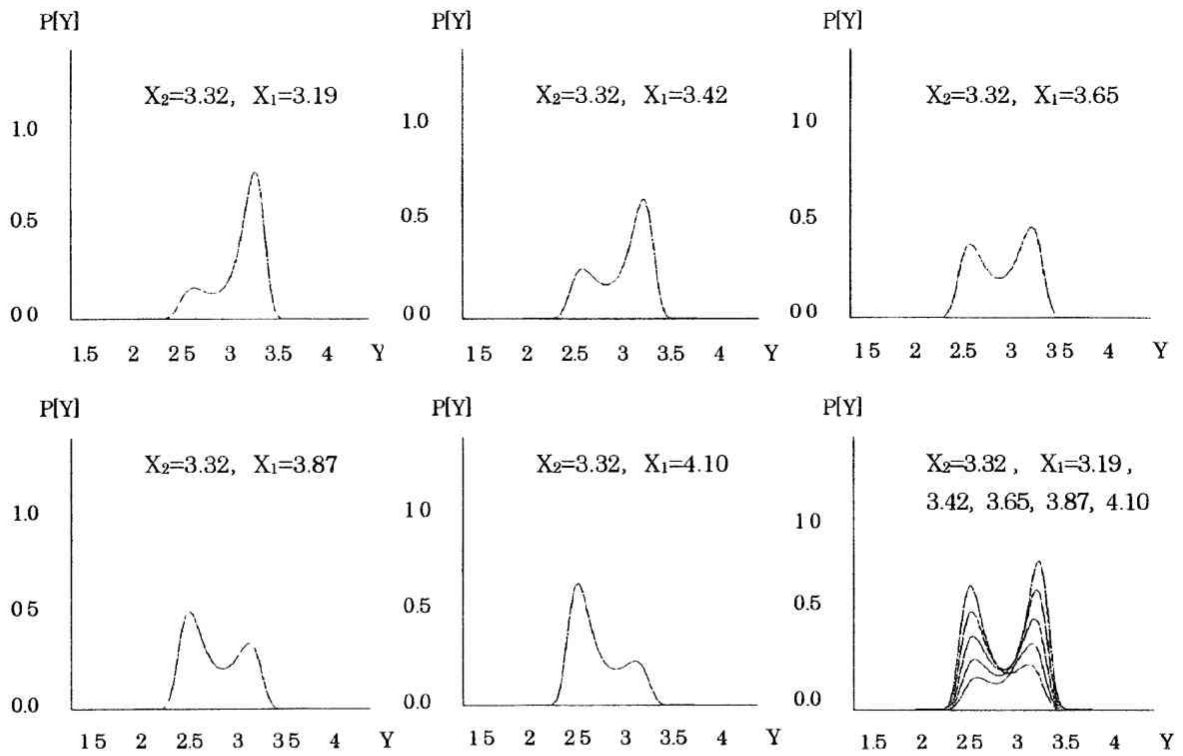 P[Y]
X₂=3.32, X₁=3.19
1.0
0.5
0 0
1.5 2 2 5 3 3.5 4 Y
P[Y]
X₂=3.32, X₁=3.42
1.0
0.5
0 0
1.5 2 2.5 3 3.5 4 Y
P[Y]
X₂=3.32, X₁=3.65
1 0
0.5
0 0
1 5 2 2.5 3 3.5 4 Y
P[Y]
X₂=3.32, X₁=3.87
1.0
0.5
0.0
1 5 2 2.5 3 3 5 4 Y
P[Y]
X₂=3.32, X₁=4.10
1 0
0.5
0.0
1 5 2 2 5 3 3.5 4 Y
P[Y]
X₂=3.32 , X₁=3.19 ,
3.42, 3.65, 3.87, 4.10
1 0
0.5
0.0
1 5 2 2.5 3 3.5 4 Y